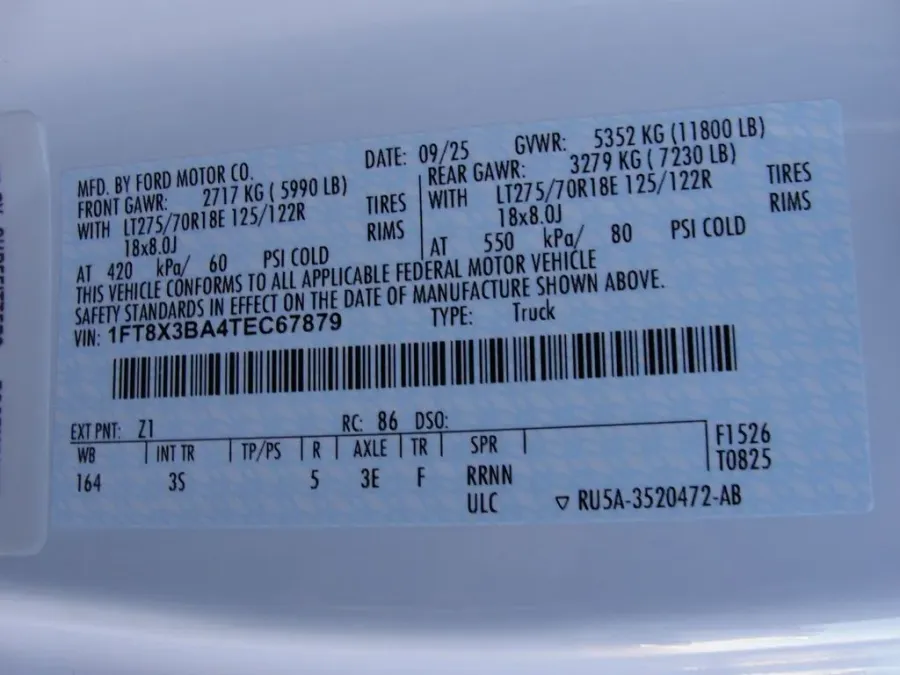 MFD. BY FORD MOTOR CO. DATE: 09/25 GVWR: 5352 KG (11800 LB)
FRONT GAWR: 2717 KG ( 5990 LB) REAR GAWR: 3279 KG ( 7230 LB)
WITH LT275/70R18E 125/122R TIRES WITH LT275/70R18E 125/122R TIRES
18x8.0J RIMS 18x8.0J RIMS
AT 420 kPa/ 60 PSI COLD AT 550 kPa/ 80 PSI COLD
THIS VEHICLE CONFORMS TO ALL APPLICABLE FEDERAL MOTOR VEHICLE
SAFETY STANDARDS IN EFFECT ON THE DATE OF MANUFACTURE SHOWN ABOVE.
VIN: 1FT8X3BA4TEC67879 TYPE: Truck
EXT PNT: Z1 RC: 86 DSO:
WB INT TR TP/PS R AXLE TR SPR F1526
164 3S 5 3E F RRNN T0825
ULC ▽ RU5A-3520472-AB